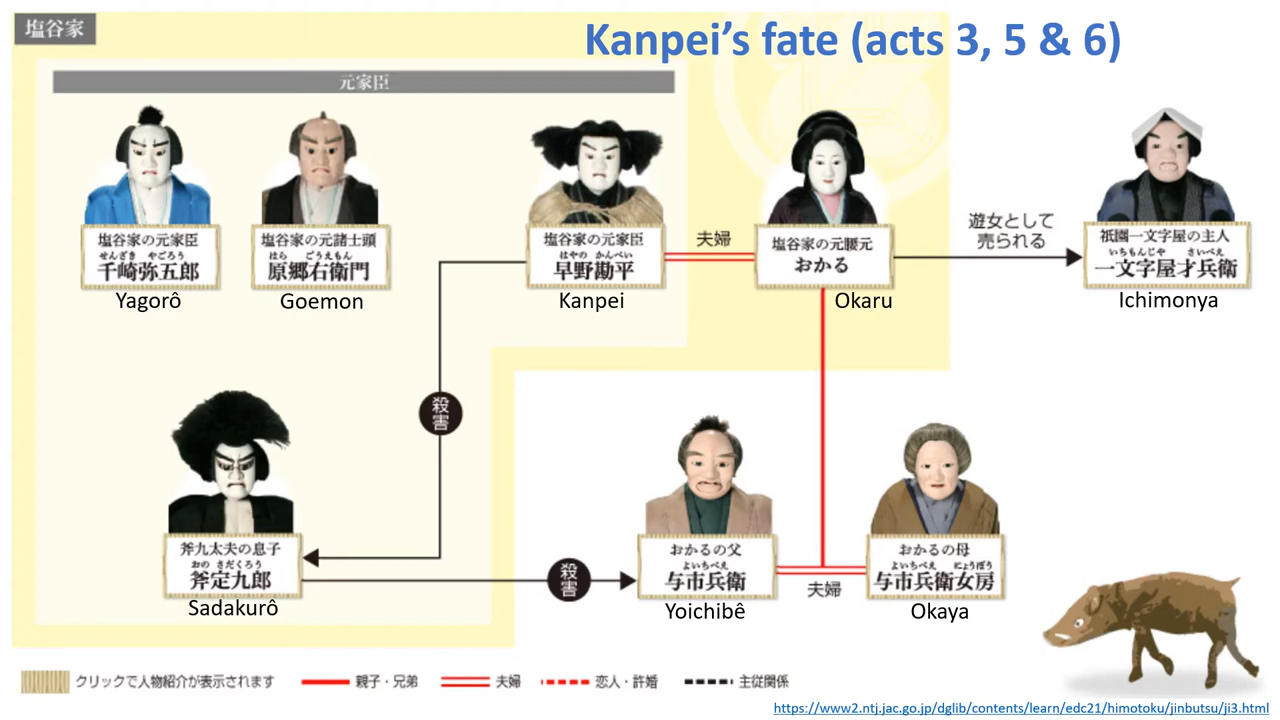 塩谷家
Kanpei's fate (acts 3, 5 & 6)
元家臣
塩谷家の元家臣
せんざき やごろう
千崎弥五郎
Yagorô
塩谷家の元諸士頭
はら ごうえもん
原郷右衛門
Goemon
塩谷家の元家臣
はやの かんぺい
早野勘平
Kanpei
夫婦
塩谷家の元腰元
おかる
Okaru
遊女として
売られる
祇園一文字屋の主人
いちもんじや さいべえ
一文字屋才兵衛
Ichimonya
殺害
斧九太夫の息子
おの さだくろう
斧定九郎
Sadakurô
殺害
おかるの父
よいちべえ
与市兵衛
Yoichibê
夫婦
おかるの母
よいちべえ にょうぼう
与市兵衛女房
Okaya
クリックで人物紹介が表示されます
親子・兄弟
夫婦
恋人・許婚
主従関係
https://www2.ntj.jac.go.jp/dglib/contents/learn/edc21/himotoku/jinbutsu/ji3.html